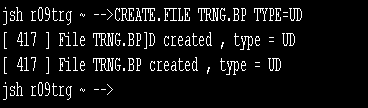 jsh r09trg ~ -->CREATE.FILE TRNG.BP TYPE=UD
[ 417 ] File TRNG.BP]D created , type = UD
[ 417 ] File TRNG.BP created , type = UD
jsh r09trg ~ -->